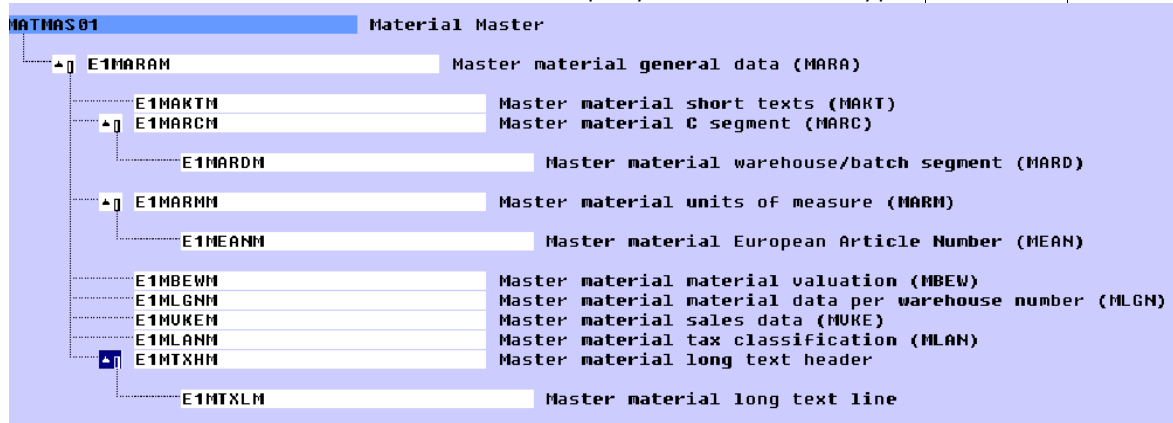 MATMAS01 Material Master
E1MARAM Master material general data (MARA)
E1MAKTM Master material short texts (MAKT)
E1MARCM Master material C segment (MARC)
E1MARDM Master material warehouse/batch segment (MARD)
E1MARMM Master material units of measure (MARM)
E1MEANM Master material European Article Number (MEAN)
E1MBEWM Master material material valuation (MBEW)
E1MLGNM Master material material data per warehouse number (MLGN)
E1MVKEM Master material sales data (MVKE)
E1MLANM Master material tax classification (MLAN)
E1MTXHM Master material long text header
E1MTXLM Master material long text line